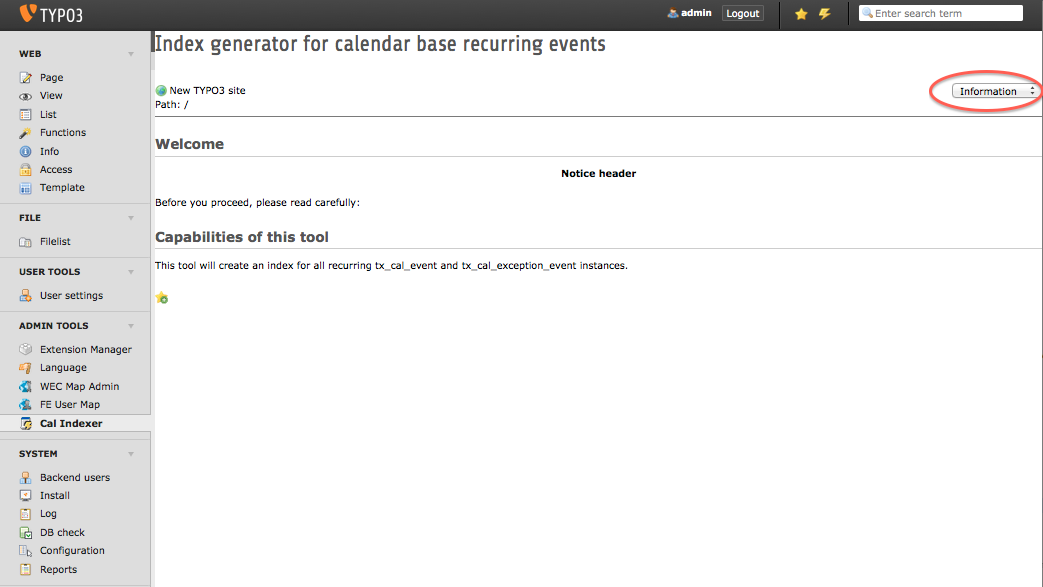 TYPO3
admin
Logout
Enter search term
WEB
Page
View
List
Functions
Info
Access
Template
FILE
Filelist
USER TOOLS
User settings
ADMIN TOOLS
Extension Manager
Language
WEC Map Admin
FE User Map
Cal Indexer
SYSTEM
Backend users
Install
Log
DB check
Configuration
Reports
Index generator for calendar base recurring events
New TYPO3 site
Path: /
Information
Welcome
Notice header
Before you proceed, please read carefully:
Capabilities of this tool
This tool will create an index for all recurring tx_cal_event and tx_cal_exception_event instances.